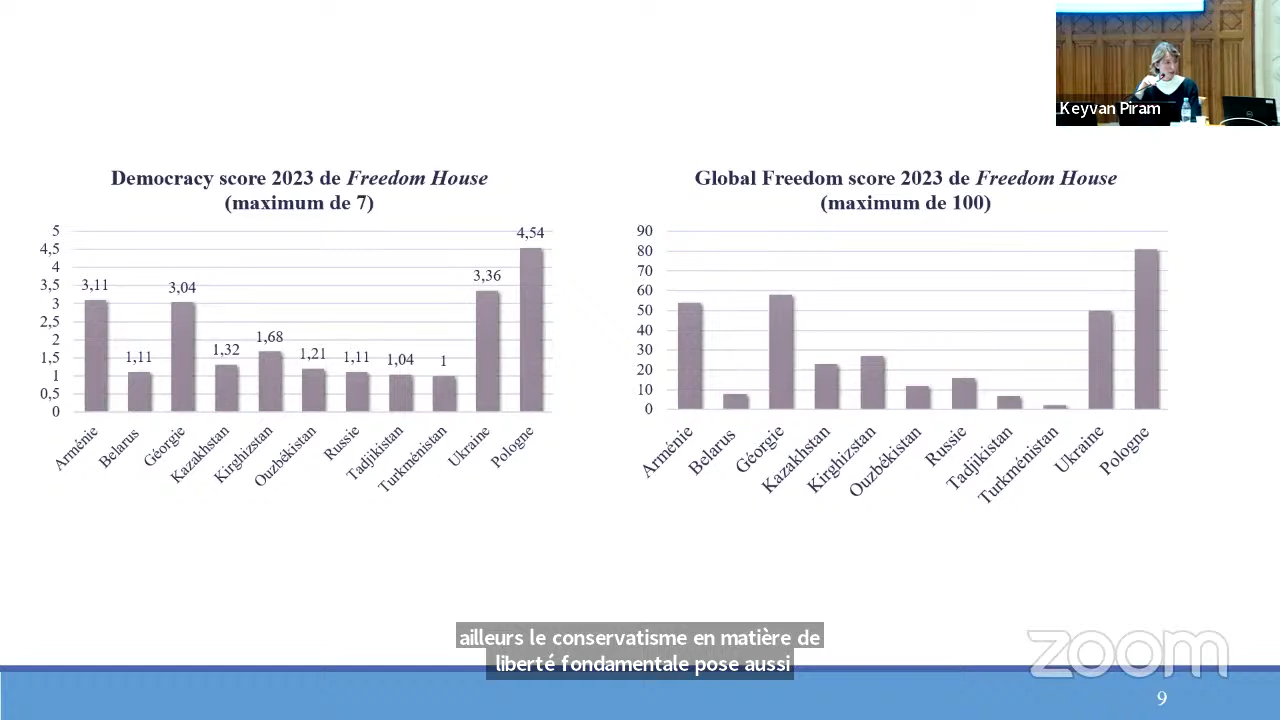 Keyvan Piram
Democracy score 2023 de Freedom House
(maximum de 7)
5
4,5
4
3,5
3
2,5
2
1,5
1
0,5
0
3,11
1,11
3,04
1,32
1,68
1,21
1,11
1,04
1
3,36
4,54
Arménie
Belarus
Géorgie
Kazakhstan
Kirghizstan
Ouzbékistan
Russie
Tadjikistan
Turkménistan
Ukraine
Pologne
Global Freedom score 2023 de Freedom House
(maximum de 100)
90
80
70
60
50
40
30
20
10
0
Arménie
Belarus
Géorgie
Kazakhstan
Kirghizstan
Ouzbékistan
Russie
Tadjikistan
Turkménistan
Ukraine
Pologne
ailleurs le conservatisme en matière de
liberté fondamentale pose aussi
zoom
9